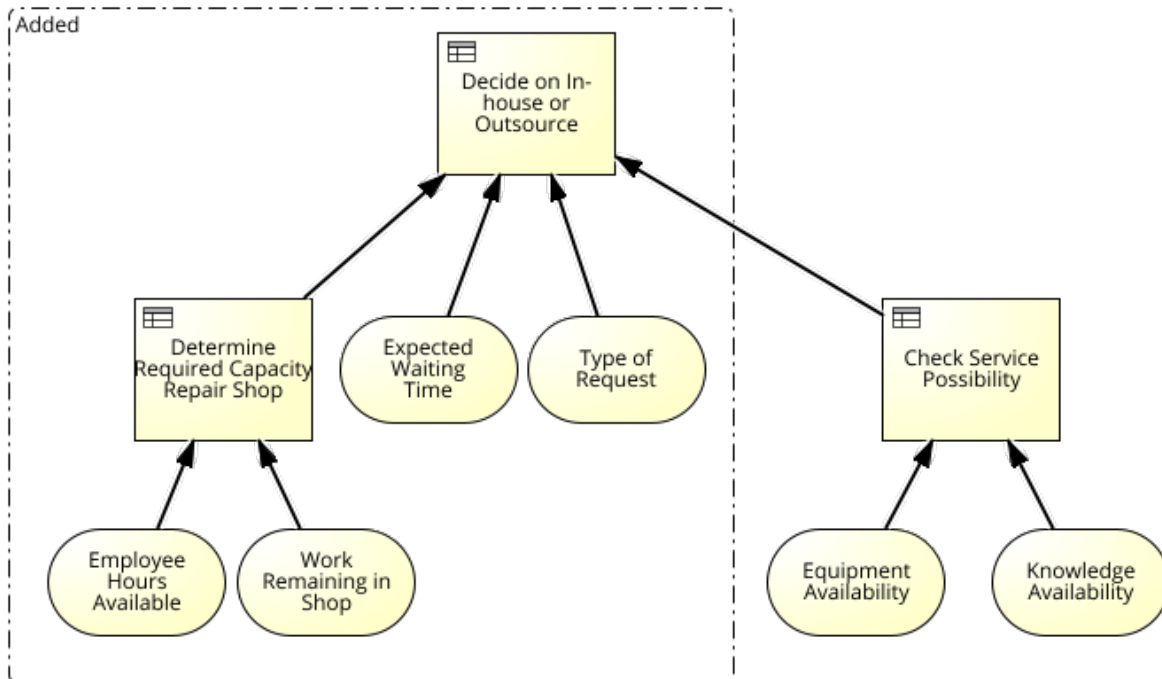 Added
Decide on In-
house or
Outsource
Determine
Required Capacity
Repair Shop
Expected
Waiting
Time
Type of
Request
Check Service
Possibility
Employee
Hours
Available
Work
Remaining in
Shop
Equipment
Availability
Knowledge
Availability